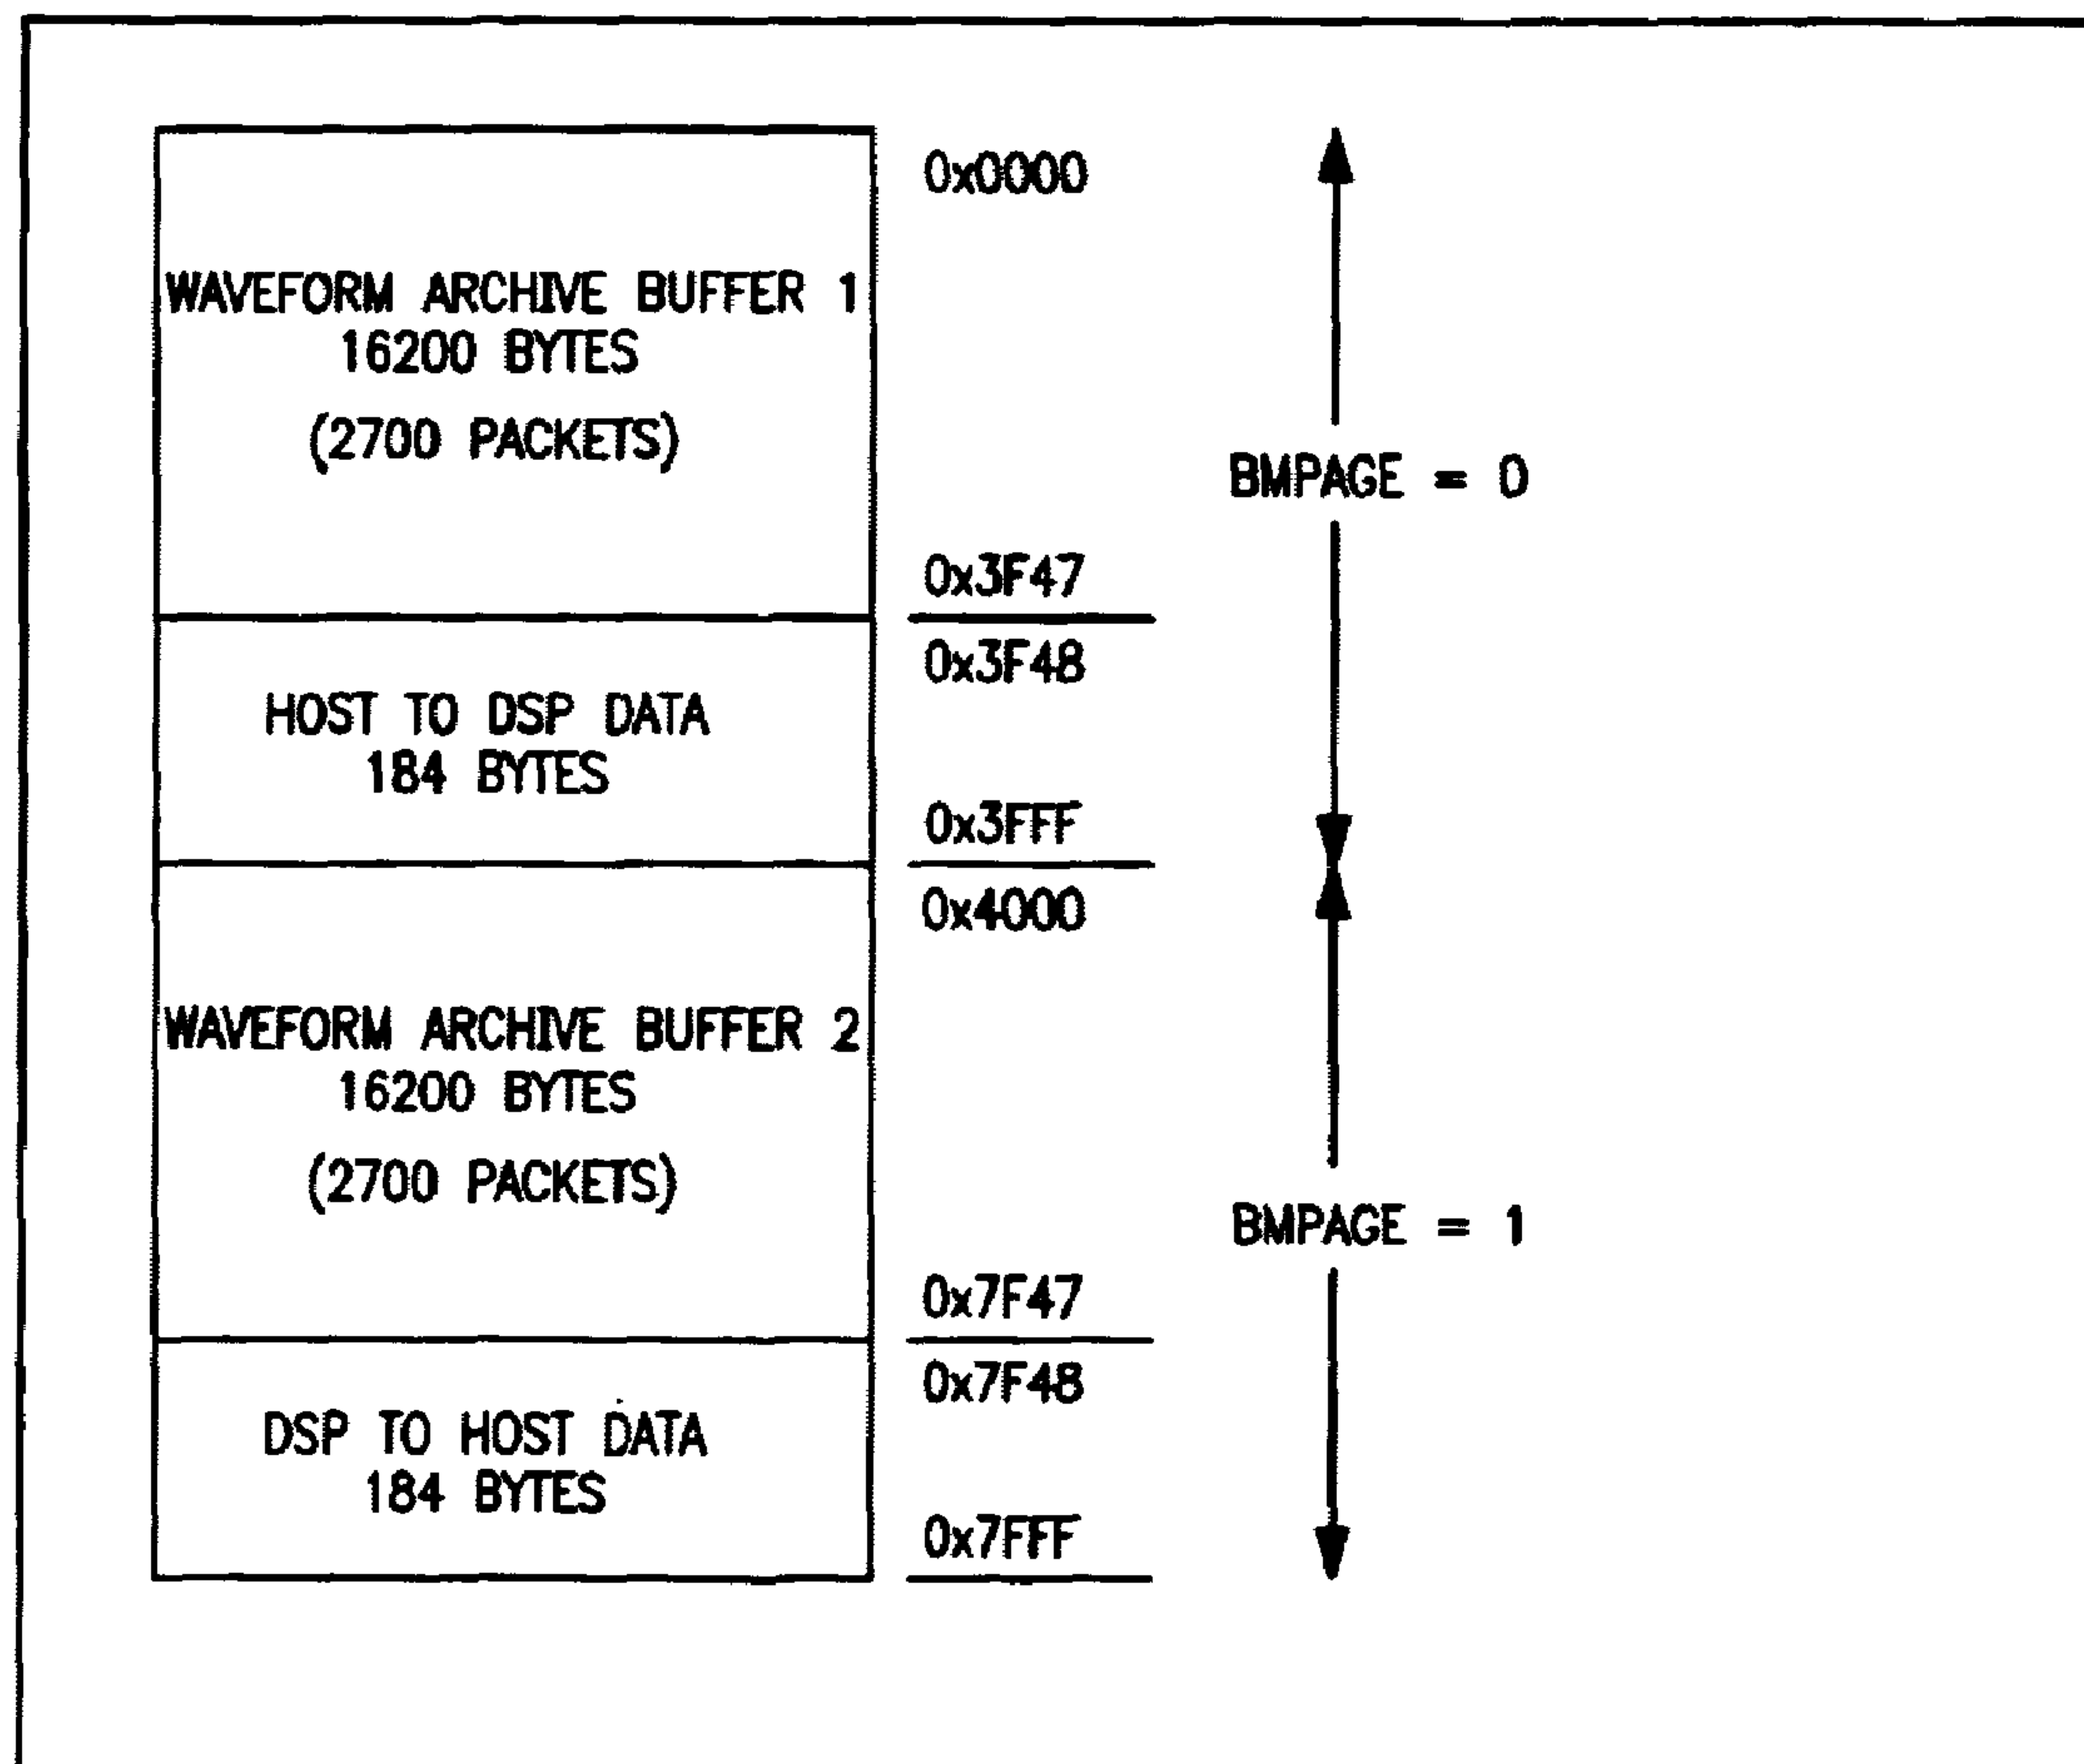 0x0000
WAVEFORM ARCHIVE BUFFER 1
16200 BYTES
(2700 PACKETS)
BMPAGE = 0
0x3F47
0x3F48
HOST TO DSP DATA
184 BYTES
0x3FFF
0x4000
WAVEFORM ARCHIVE BUFFER 2
16200 BYTES
(2700 PACKETS)
BMPAGE = 1
0x7F47
0x7F48
DSP TO HOST DATA
184 BYTES
0x7FFF